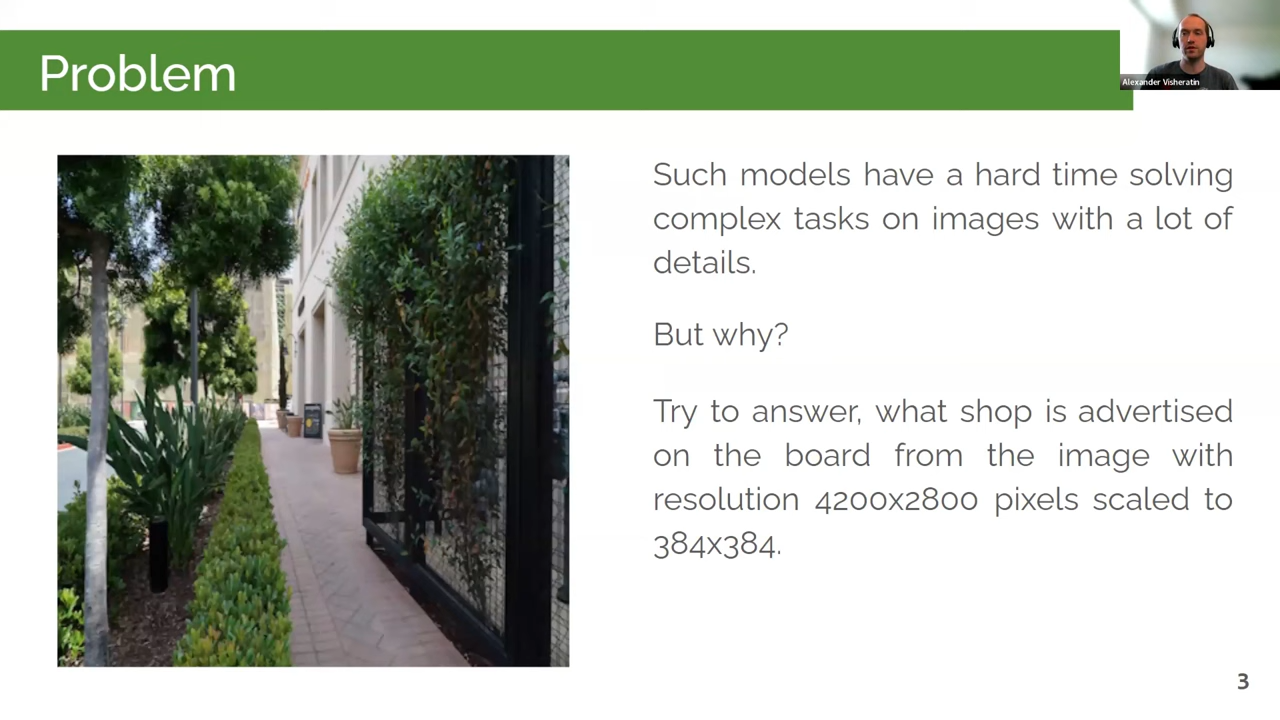 Problem
Alexander Visheratin
Such models have a hard time solving
complex tasks on images with a lot of
details.
But why?
Try to answer, what shop is advertised
on the board from the image with
resolution 4200x2800 pixels scaled to
384x384.
3